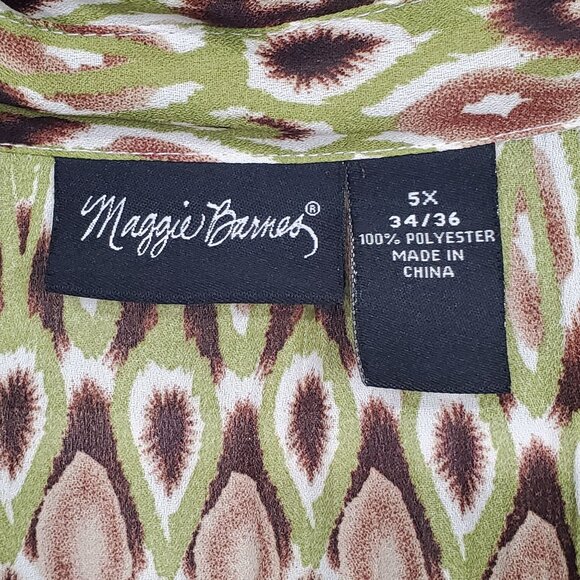 Maggie Barnes®
5X
34/36
100% POLYESTER
MADE IN
CHINA